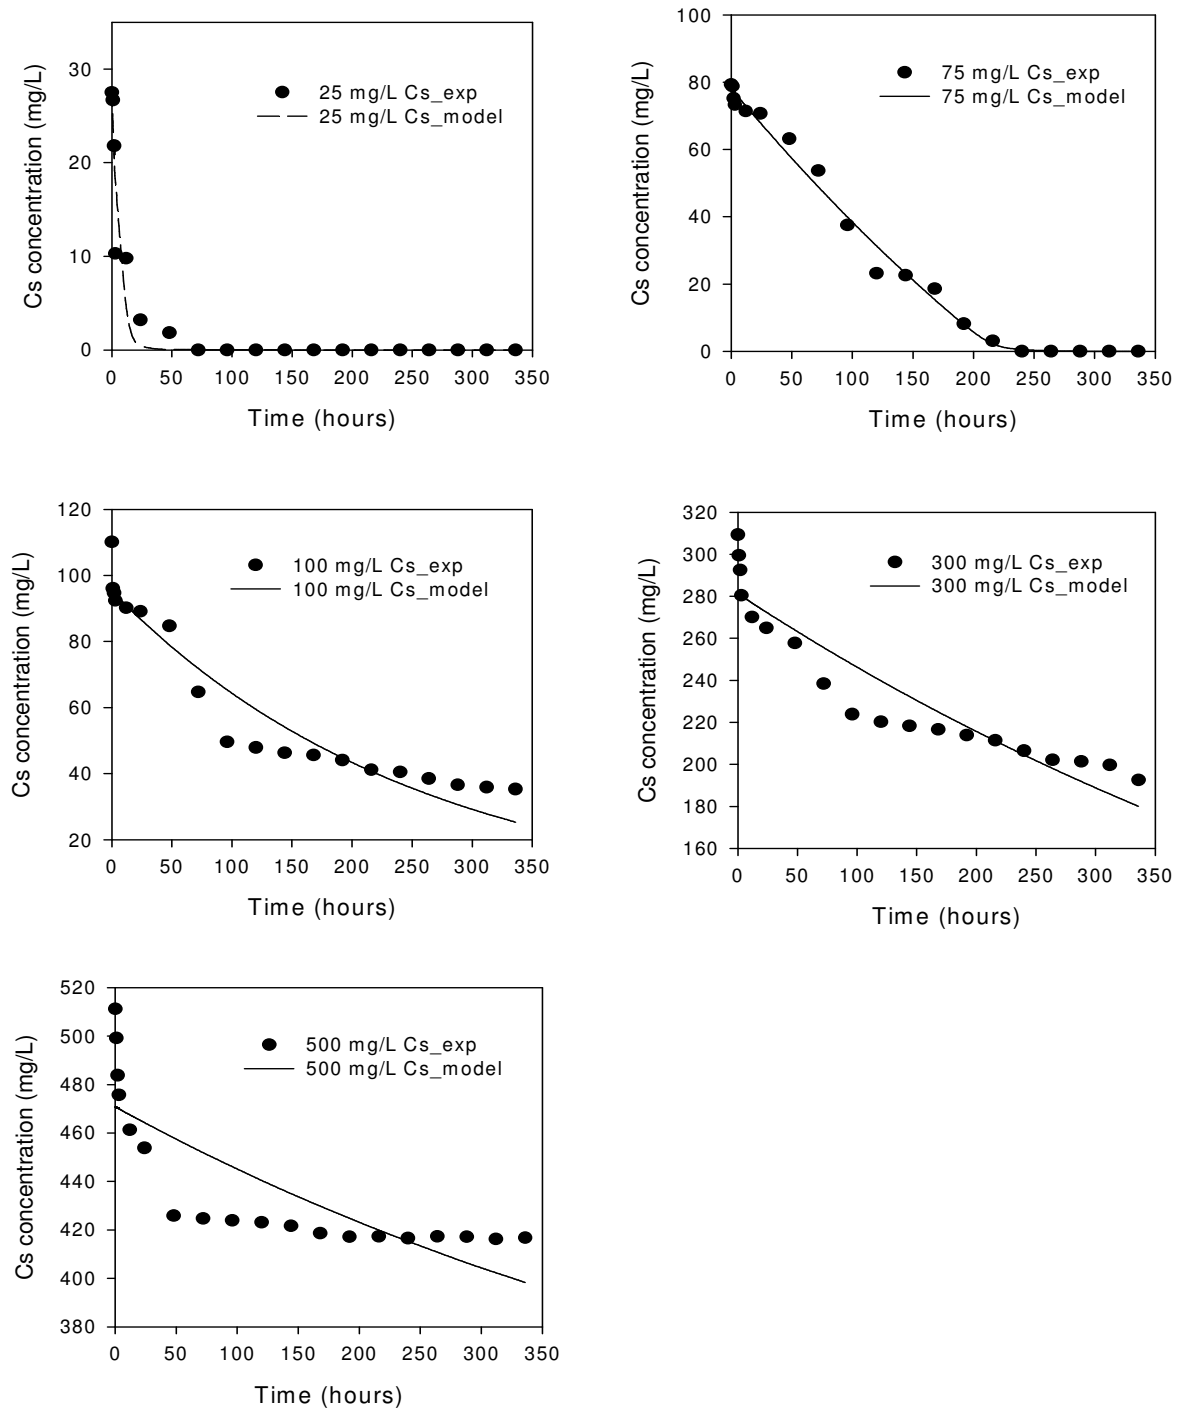 Cs concentration (mg/L)
30
20
10
0
25 mg/L Cs_exp
25 mg/L Cs_model
0 50 100 150 200 250 300 350
Time (hours)
Cs concentration (mg/L)
100
80
60
40
20
0
75 mg/L Cs_exp
75 mg/L Cs_model
0 50 100 150 200 250 300 350
Time (hours)
Cs concentration (mg/L)
120
100
80
60
40
20
100 mg/L Cs_exp
100 mg/L Cs_model
0 50 100 150 200 250 300 350
Time (hours)
Cs concentration (mg/L)
320
300
280
260
240
220
200
180
160
300 mg/L Cs_exp
300 mg/L Cs_model
0 50 100 150 200 250 300 350
Time (hours)
Cs concentration (mg/L)
520
500
480
460
440
420
400
380
500 mg/L Cs_exp
500 mg/L Cs_model
0 50 100 150 200 250 300 350
Time (hours)